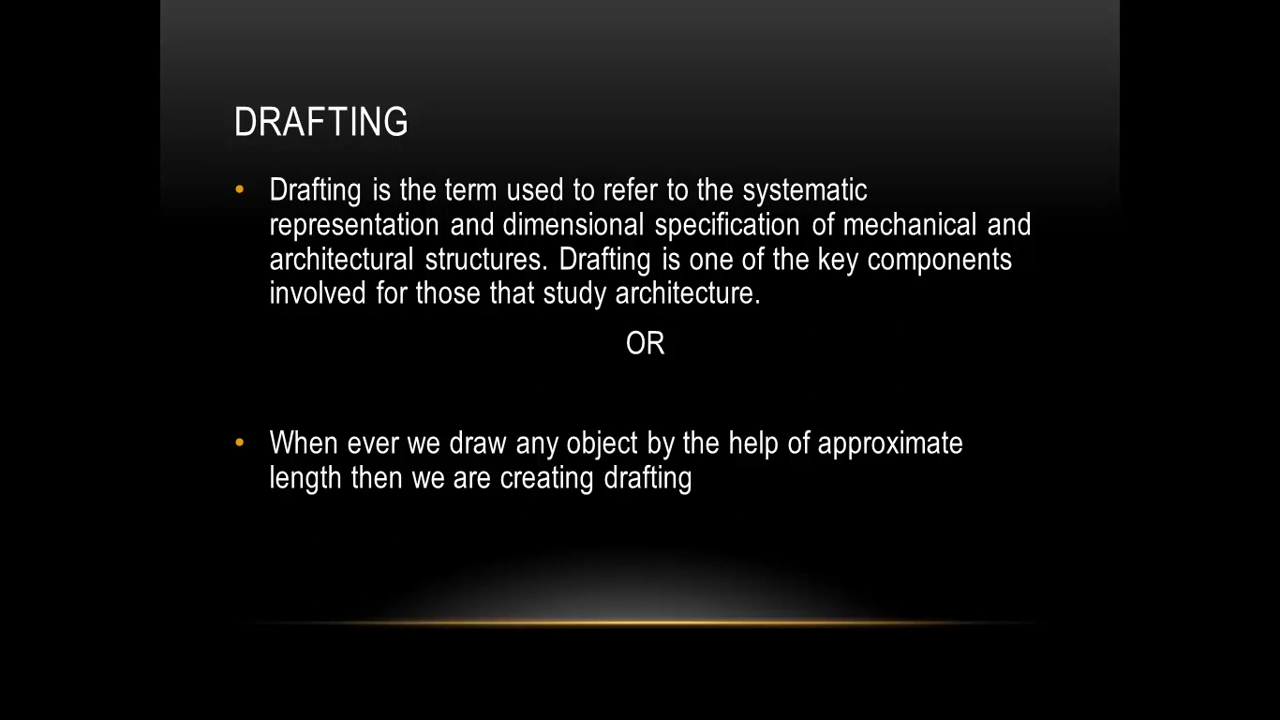 DRAFTING
• Drafting is the term used to refer to the systematic
representation and dimensional specification of mechanical and
architectural structures. Drafting is one of the key components
involved for those that study architecture.
OR
• When ever we draw any object by the help of approximate
length then we are creating drafting